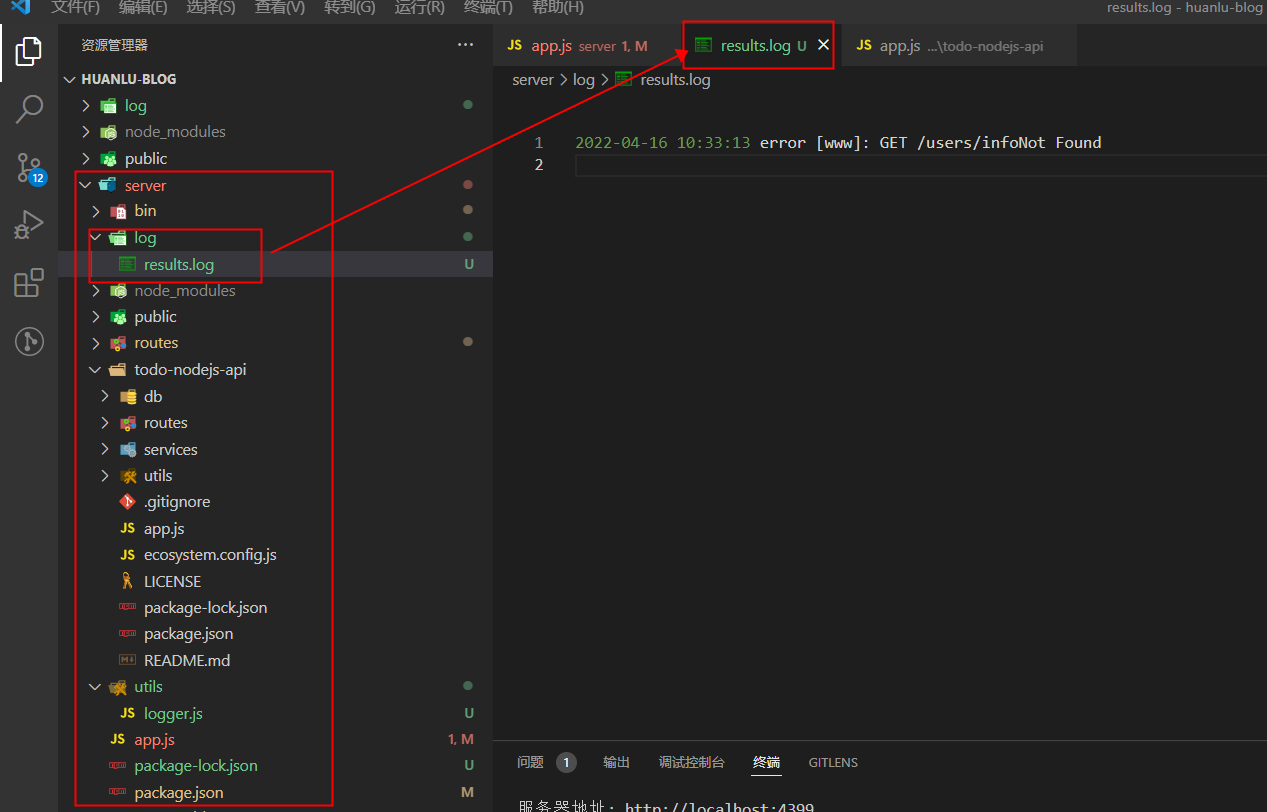 文件(F) 编辑(E) 选择(S) 查看(V) 转到(G) 运行(R) 终端(T) 帮助(H) results.log - huanlu-blog
资源管理器 ···
JS app.js server 1, M results.log U × JS app.js ...\todo-nodejs-api
HUANLU-BLOG
server > log > results.log
log
node_modules
public
12
server
bin
log
results.log U
node_modules
public
routes
todo-nodejs-api
db
routes
services
utils
.gitignore
JS app.js
JS ecosystem.config.js
LICENSE
package-lock.json
package.json
README.md
utils
JS logger.js U
JS app.js 1, M
package-lock.json U
package.json M
1 2022-04-16 10:33:13 error [www]: GET /users/infoNot Found
2
问题 1 输出 调试控制台 终端 GITLENS
服务器地址: http://localhost:4399